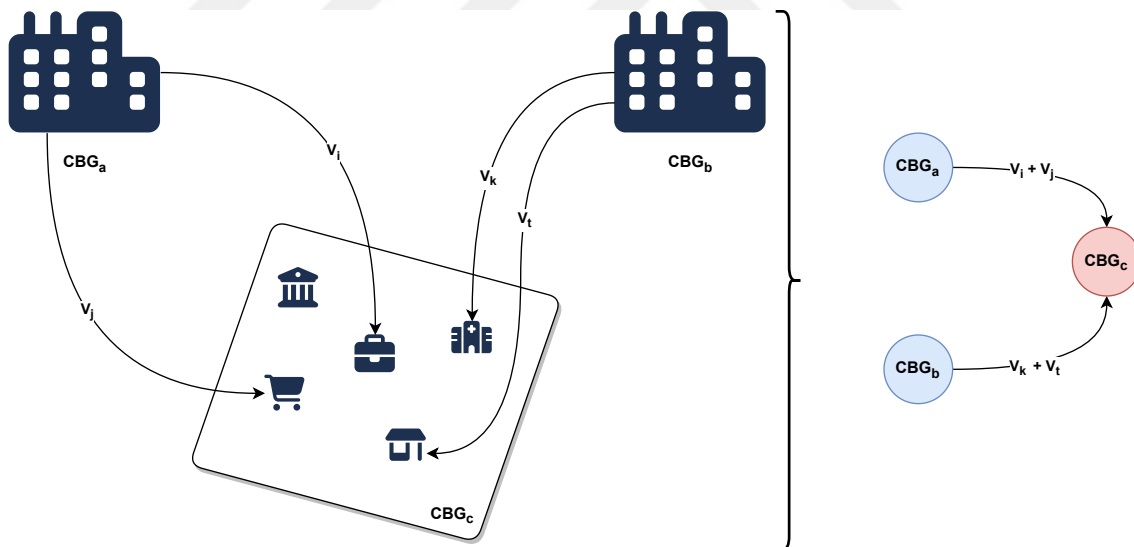 CBGa
CBGb
Vi
Vk
Vt
Vj
CBGc
CBGa
Vi + Vj
CBGc
CBGb
Vk + Vt